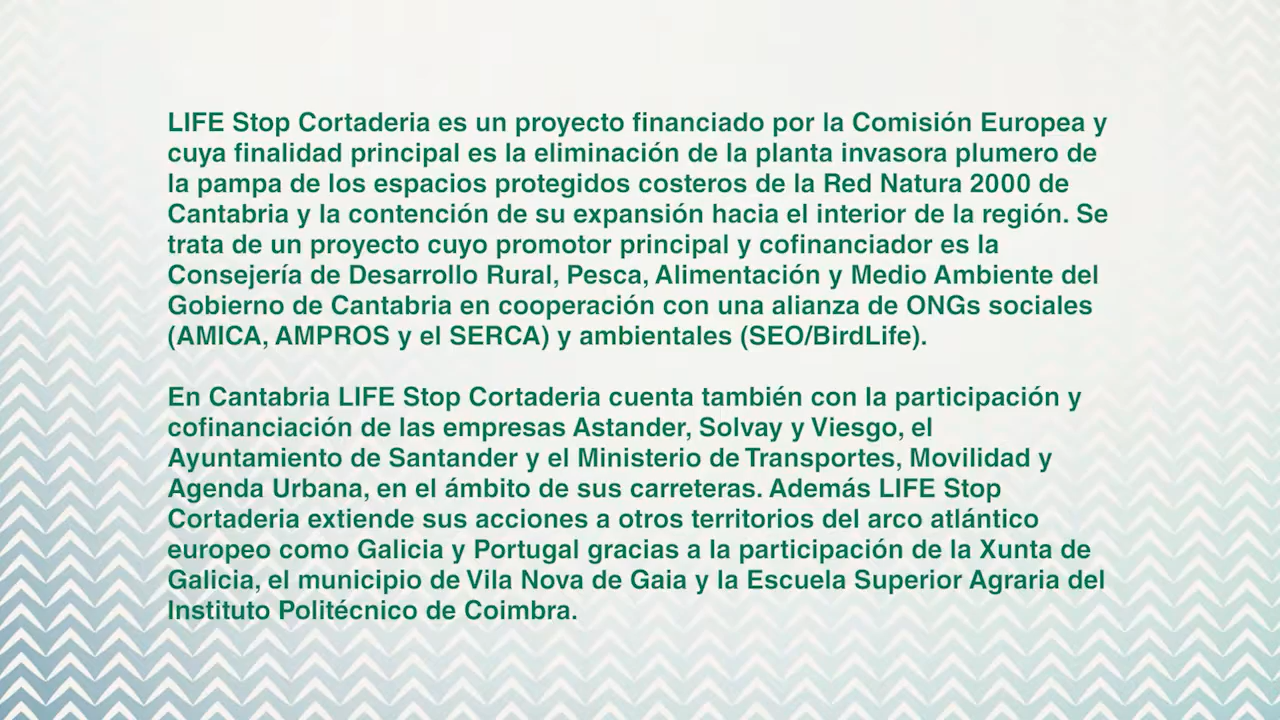 LIFE Stop Cortaderia es un proyecto financiado por la Comisión Europea y
cuya finalidad principal es la eliminación de la planta invasora plumero de
la pampa de los espacios protegidos costeros de la Red Natura 2000 de
Cantabria y la contención de su expansión hacia el interior de la región. Se
trata de un proyecto cuyo promotor principal y cofinanciador es la
Consejería de Desarrollo Rural, Pesca, Alimentación y Medio Ambiente del
Gobierno de Cantabria en cooperación con una alianza de ONGs sociales
(AMICA, AMPROS y el SERCA) y ambientales (SEO/BirdLife).
En Cantabria LIFE Stop Cortaderia cuenta también con la participación y
cofinanciación de las empresas Astander, Solvay y Viesgo, el
Ayuntamiento de Santander y el Ministerio de Transportes, Movilidad y
Agenda Urbana, en el ámbito de sus carreteras. Además LIFE Stop
Cortaderia extiende sus acciones a otros territorios del arco atlántico
europeo como Galicia y Portugal gracias a la participación de la Xunta de
Galicia, el municipio de Vila Nova de Gaia y la Escuela Superior Agraria del
Instituto Politécnico de Coimbra.